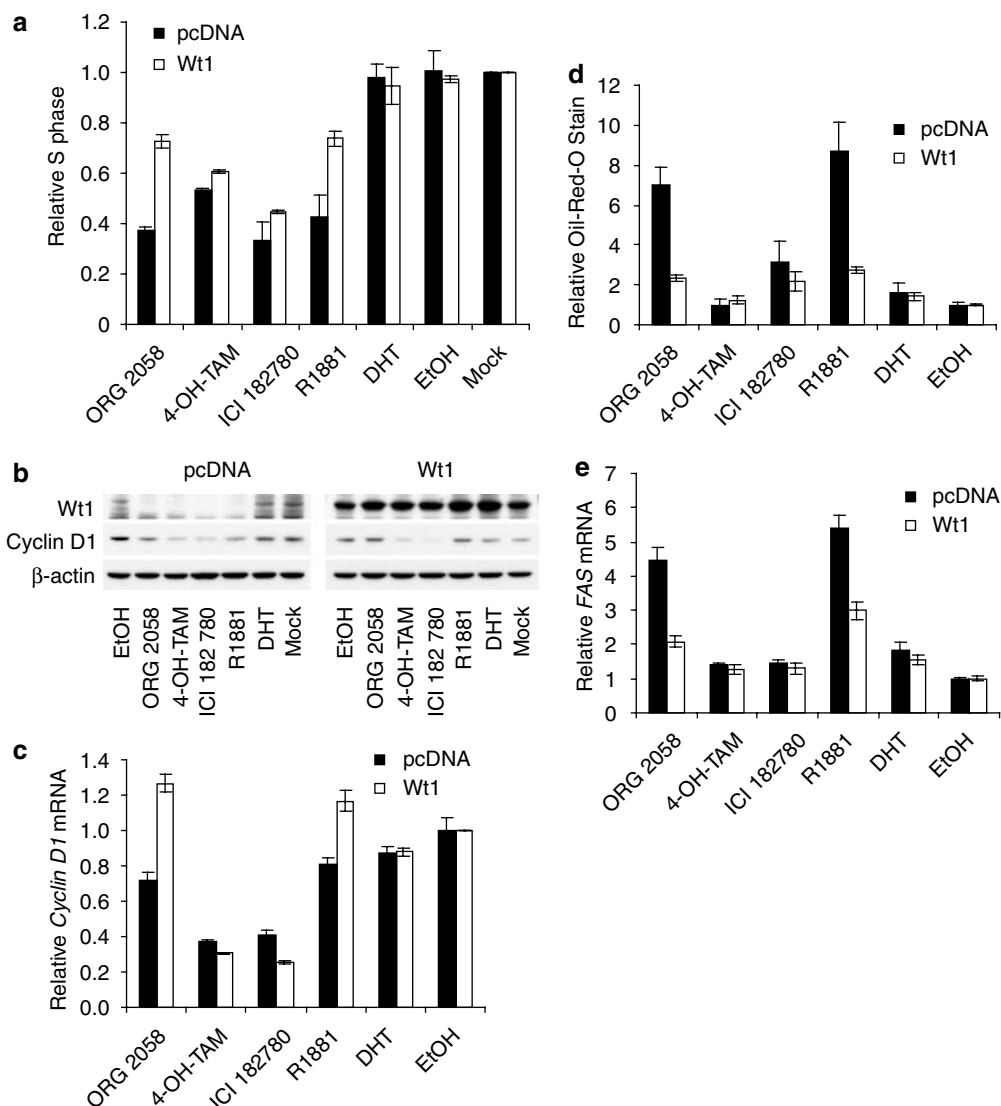 a
Relative S phase
1.2
1.0
0.8
0.6
0.4
0.2
0
pcDNA
Wt1
ORG 2058
4-OH-TAM
ICI 182780
R1881
DHT
EtOH
Mock
b
pcDNA
Wt1
Wt1
Cyclin D1
β-actin
EtOH
ORG 2058
4-OH-TAM
ICI 182 780
R1881
DHT
Mock
EtOH
ORG 2058
4-OH-TAM
ICI 182 780
R1881
DHT
Mock
c
Relative Cyclin D1 mRNA
1.4
1.2
1.0
0.8
0.6
0.4
0.2
0.0
pcDNA
Wt1
ORG 2058
4-OH-TAM
ICI 182780
R1881
DHT
EtOH
d
Relative Oil-Red-O Stain
12
10
8
6
4
2
0
pcDNA
Wt1
ORG 2058
4-OH-TAM
ICI 182780
R1881
DHT
EtOH
e
Relative FAS mRNA
7
6
5
4
3
2
1
0
pcDNA
Wt1
ORG 2058
4-OH-TAM
ICI 182780
R1881
DHT
EtOH